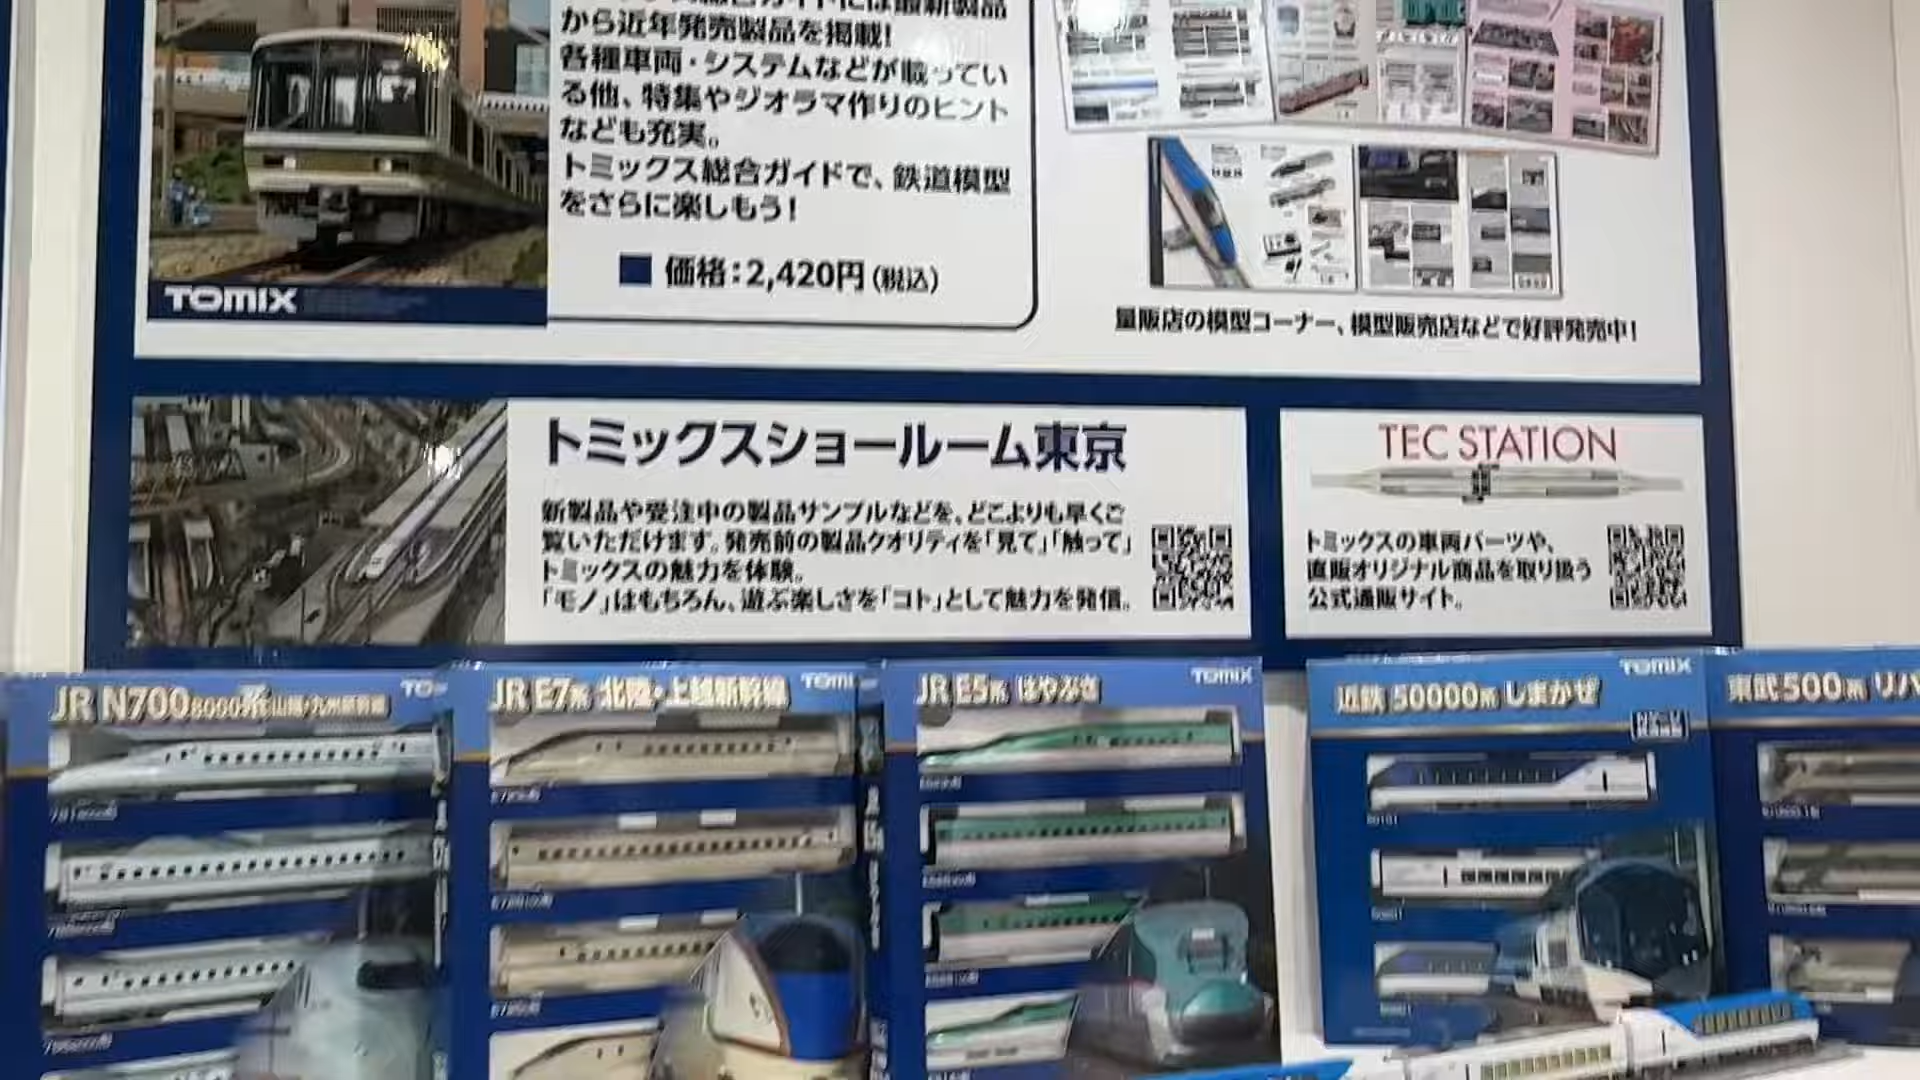 から近年発売製品を掲載!
各種車両・システムなどが載ってい
る他、特集やジオラマ作りのヒント
なども充実。
トミックス総合ガイドで、鉄道模型
をさらに楽しもう!
価格:2,420円(税込)
TOMIX
量販店の模型コーナー、模型販売店などで好評発売中!
トミックスショールーム東京
新製品や受注中の製品サンプルなどを、どこよりも早くご
覧いただけます。発売前の製品クオリティを「見て」「触って」
トミックスの魅力を体験。
「モノ」はもちろん、遊ぶ楽しさを「コト」として魅力を発信。
TEC STATION
トミックスの車両パーツや、
直販オリジナル商品を取り扱う
公式通販サイト。
JR N700 8000系 山陽・九州新幹線
JR E7系 北陸・上越新幹線
TOMIX
JR E5系 はやぶさ
TOMIX
近鉄 50000系 しまかぜ
TOMIX
東武500系 リバ